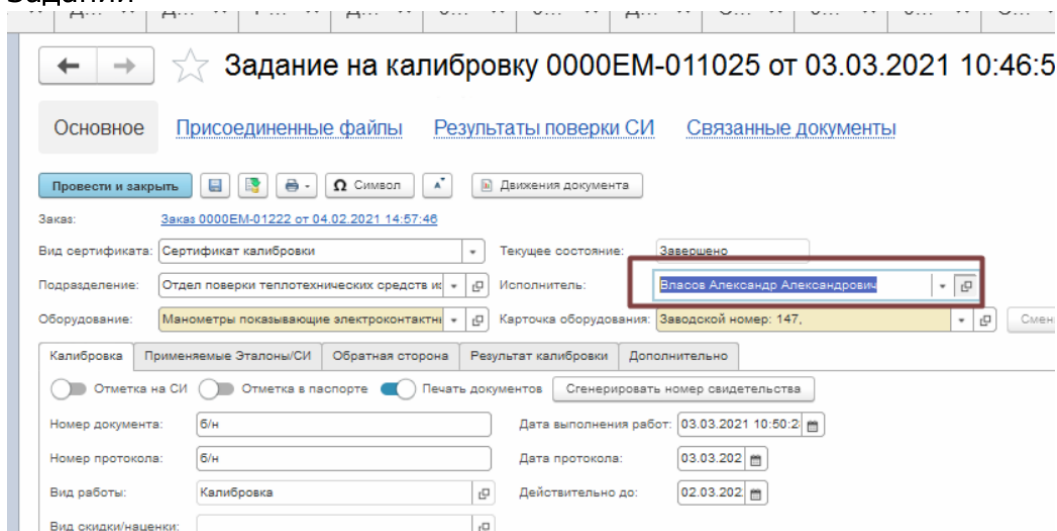 Задания
Задание на калибровку 0000ЕМ-011025 от 03.03.2021 10:46:5
Основное Присоединенные файлы Результаты поверки СИ Связанные документы
Провести и закрыть Ω Символ Движения документа
Заказ: Заказ 0000ЕМ-01222 от 04.02.2021 14:57:46
Вид сертификата: Сертификат калибровки Текущее состояние: Завершено
Подразделение: Отдел поверки теплотехнических средств из Исполнитель: Власов Александр Александрович
Оборудование: Манометры показывающие электроконтактны Карточка оборудования: Заводской номер: 147, Смен
Калибровка Применяемые Эталоны/СИ Обратная сторона Результат калибровки Дополнительно
Отметка на СИ Отметка в паспорте Печать документов Сгенерировать номер свидетельства
Номер документа: б/н Дата выполнения работ: 03.03.2021 10:50:2
Номер протокола: б/н Дата протокола: 03.03.202
Вид работы: Калибровка Действительно до: 02.03.202
Вид скидки/наценки: